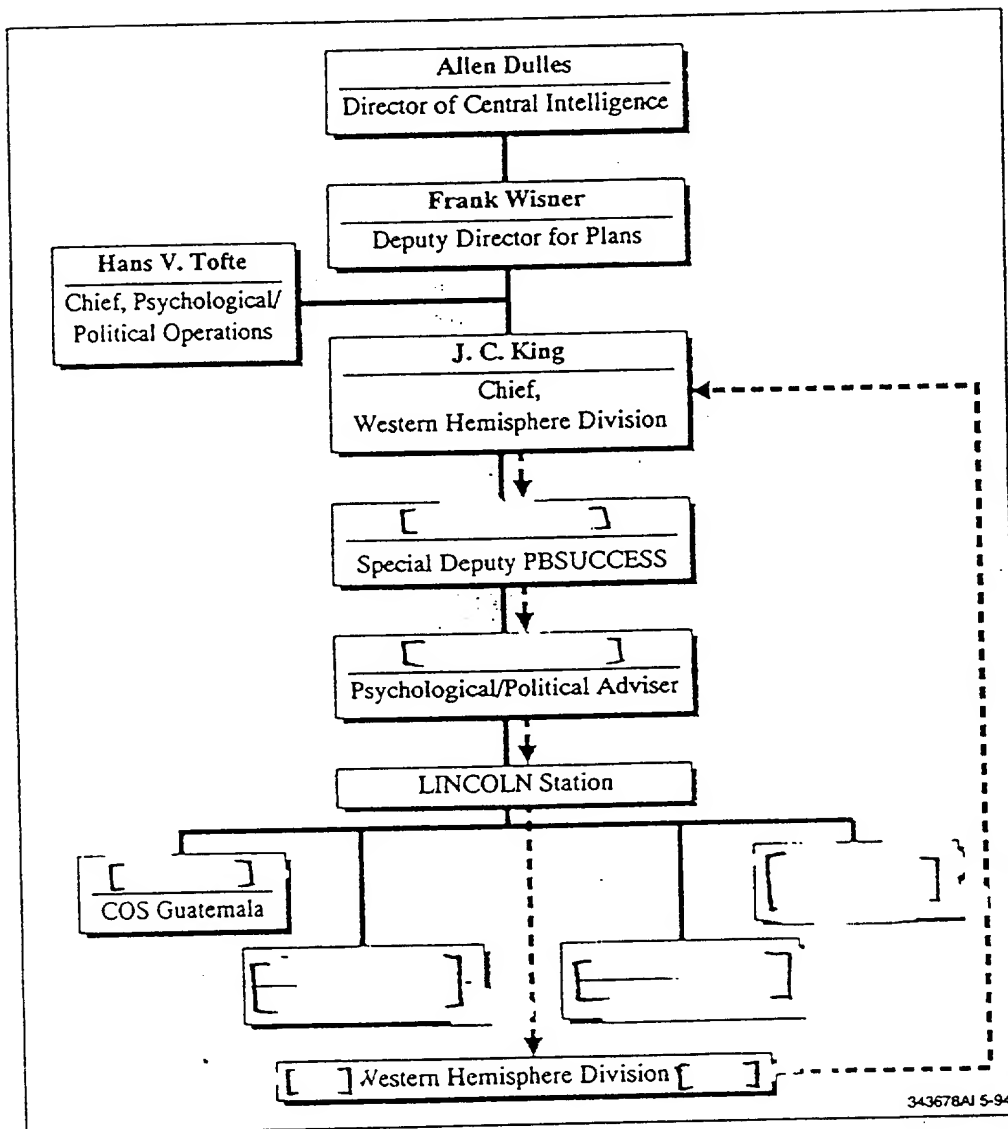 Allen Dulles
Director of Central Intelligence
Frank Wisner
Deputy Director for Plans
Hans V. Tofte
Chief, Psychological/
Political Operations
J. C. King
Chief,
Western Hemisphere Division
[ ]
Special Deputy PBSUCCESS
[ ]
Psychological/Political Adviser
LINCOLN Station
[ ]
COS Guatemala
[ ]
[ ]
[ ]
[ ] Western Hemisphere Division [ ]
343678AI 5-94